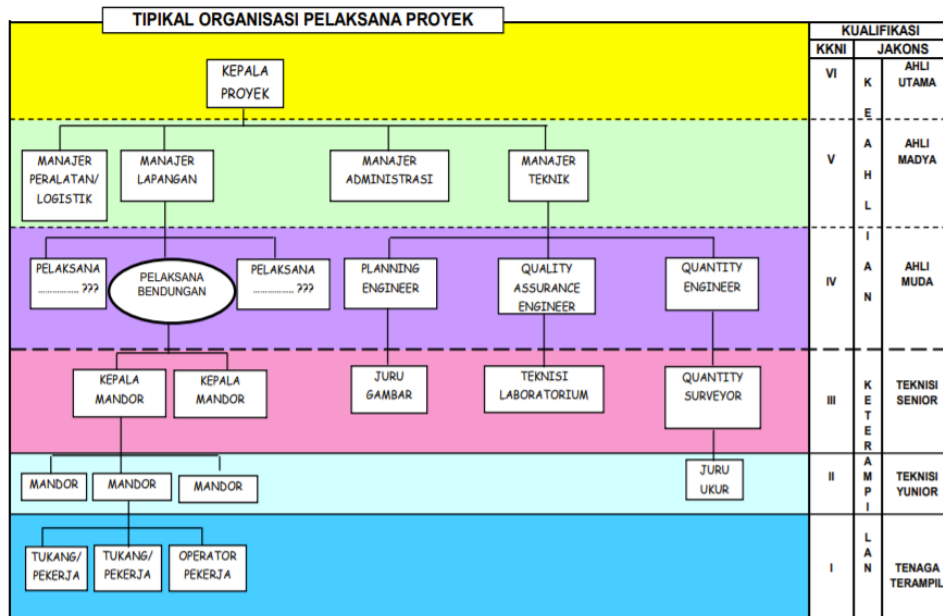 TIPIKAL ORGANISASI PELAKSANA PROYEK
KUALIFIKASI
KKNI
JAKONS
KEPALA
PROYEK
VI
AHLI
UTAMA
MANAJER
PERALATAN/
LOGISTIK
MANAJER
LAPANGAN
MANAJER
ADMINISTRASI
MANAJER
TEKNIK
V
AHLI
MADYA
PELAKSANA
................. ???
PELAKSANA
BENDUNGAN
PELAKSANA
................. ???
PLANNING
ENGINEER
QUALITY
ASSURANCE
ENGINEER
QUANTITY
ENGINEER
IV
AHLI
MUDA
K E A H L I A N
KEPALA
MANDOR
KEPALA
MANDOR
JURU
GAMBAR
TEKNISI
LABORATORIUM
QUANTITY
SURVEYOR
III
TEKNISI
SENIOR
MANDOR
MANDOR
MANDOR
JURU
UKUR
II
TEKNISI
YUNIOR
TUKANG/
PEKERJA
TUKANG/
PEKERJA
OPERATOR
PEKERJA
I
TENAGA
TERAMPIL
K E T E R A M P I L A N